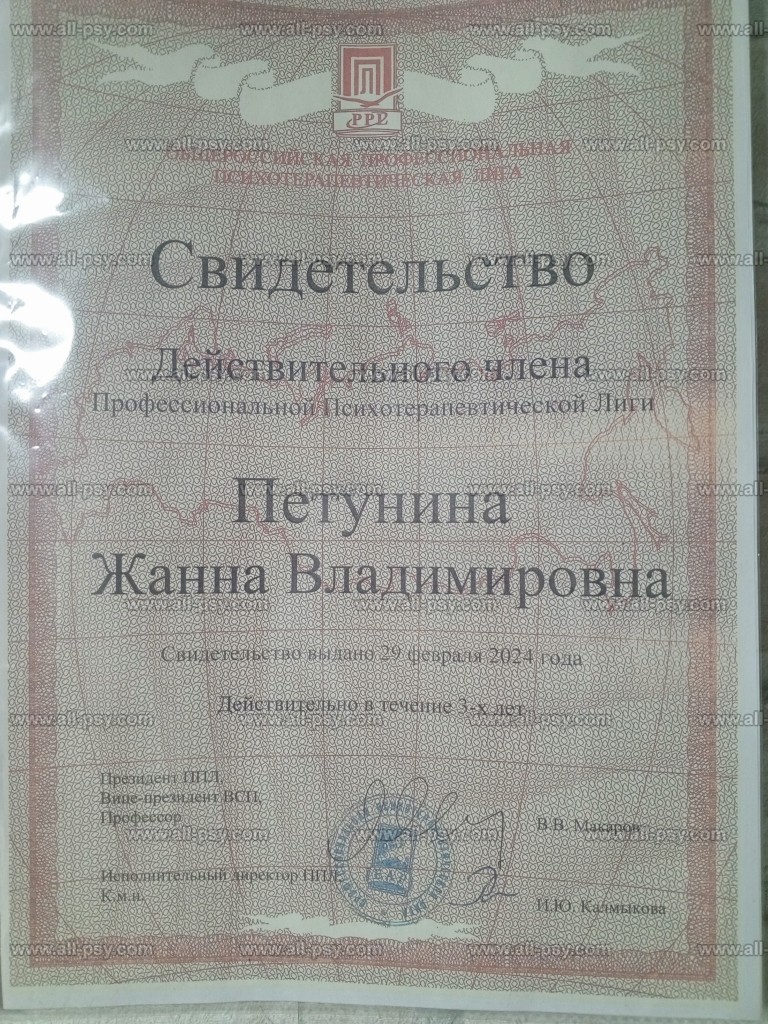 РРЛ
ОБЩЕРОССИЙСКАЯ ПРОФЕССИОНАЛЬНАЯ
ПСИХОТЕРАПЕВТИЧЕСКАЯ ЛИГА
Свидетельство
Действительного члена
Профессиональной Психотерапевтической Лиги
Петунина
Жанна Владимировна
Свидетельство выдано 29 февраля 2024 года
Действительно в течение 3-х лет
Президент ППЛ,
Вице-президент ВСП,
Профессор
В.В. Макаров
Исполнительный директор ППЛ
К.м.н.
И.Ю. Калмыкова
www.all-psy.com